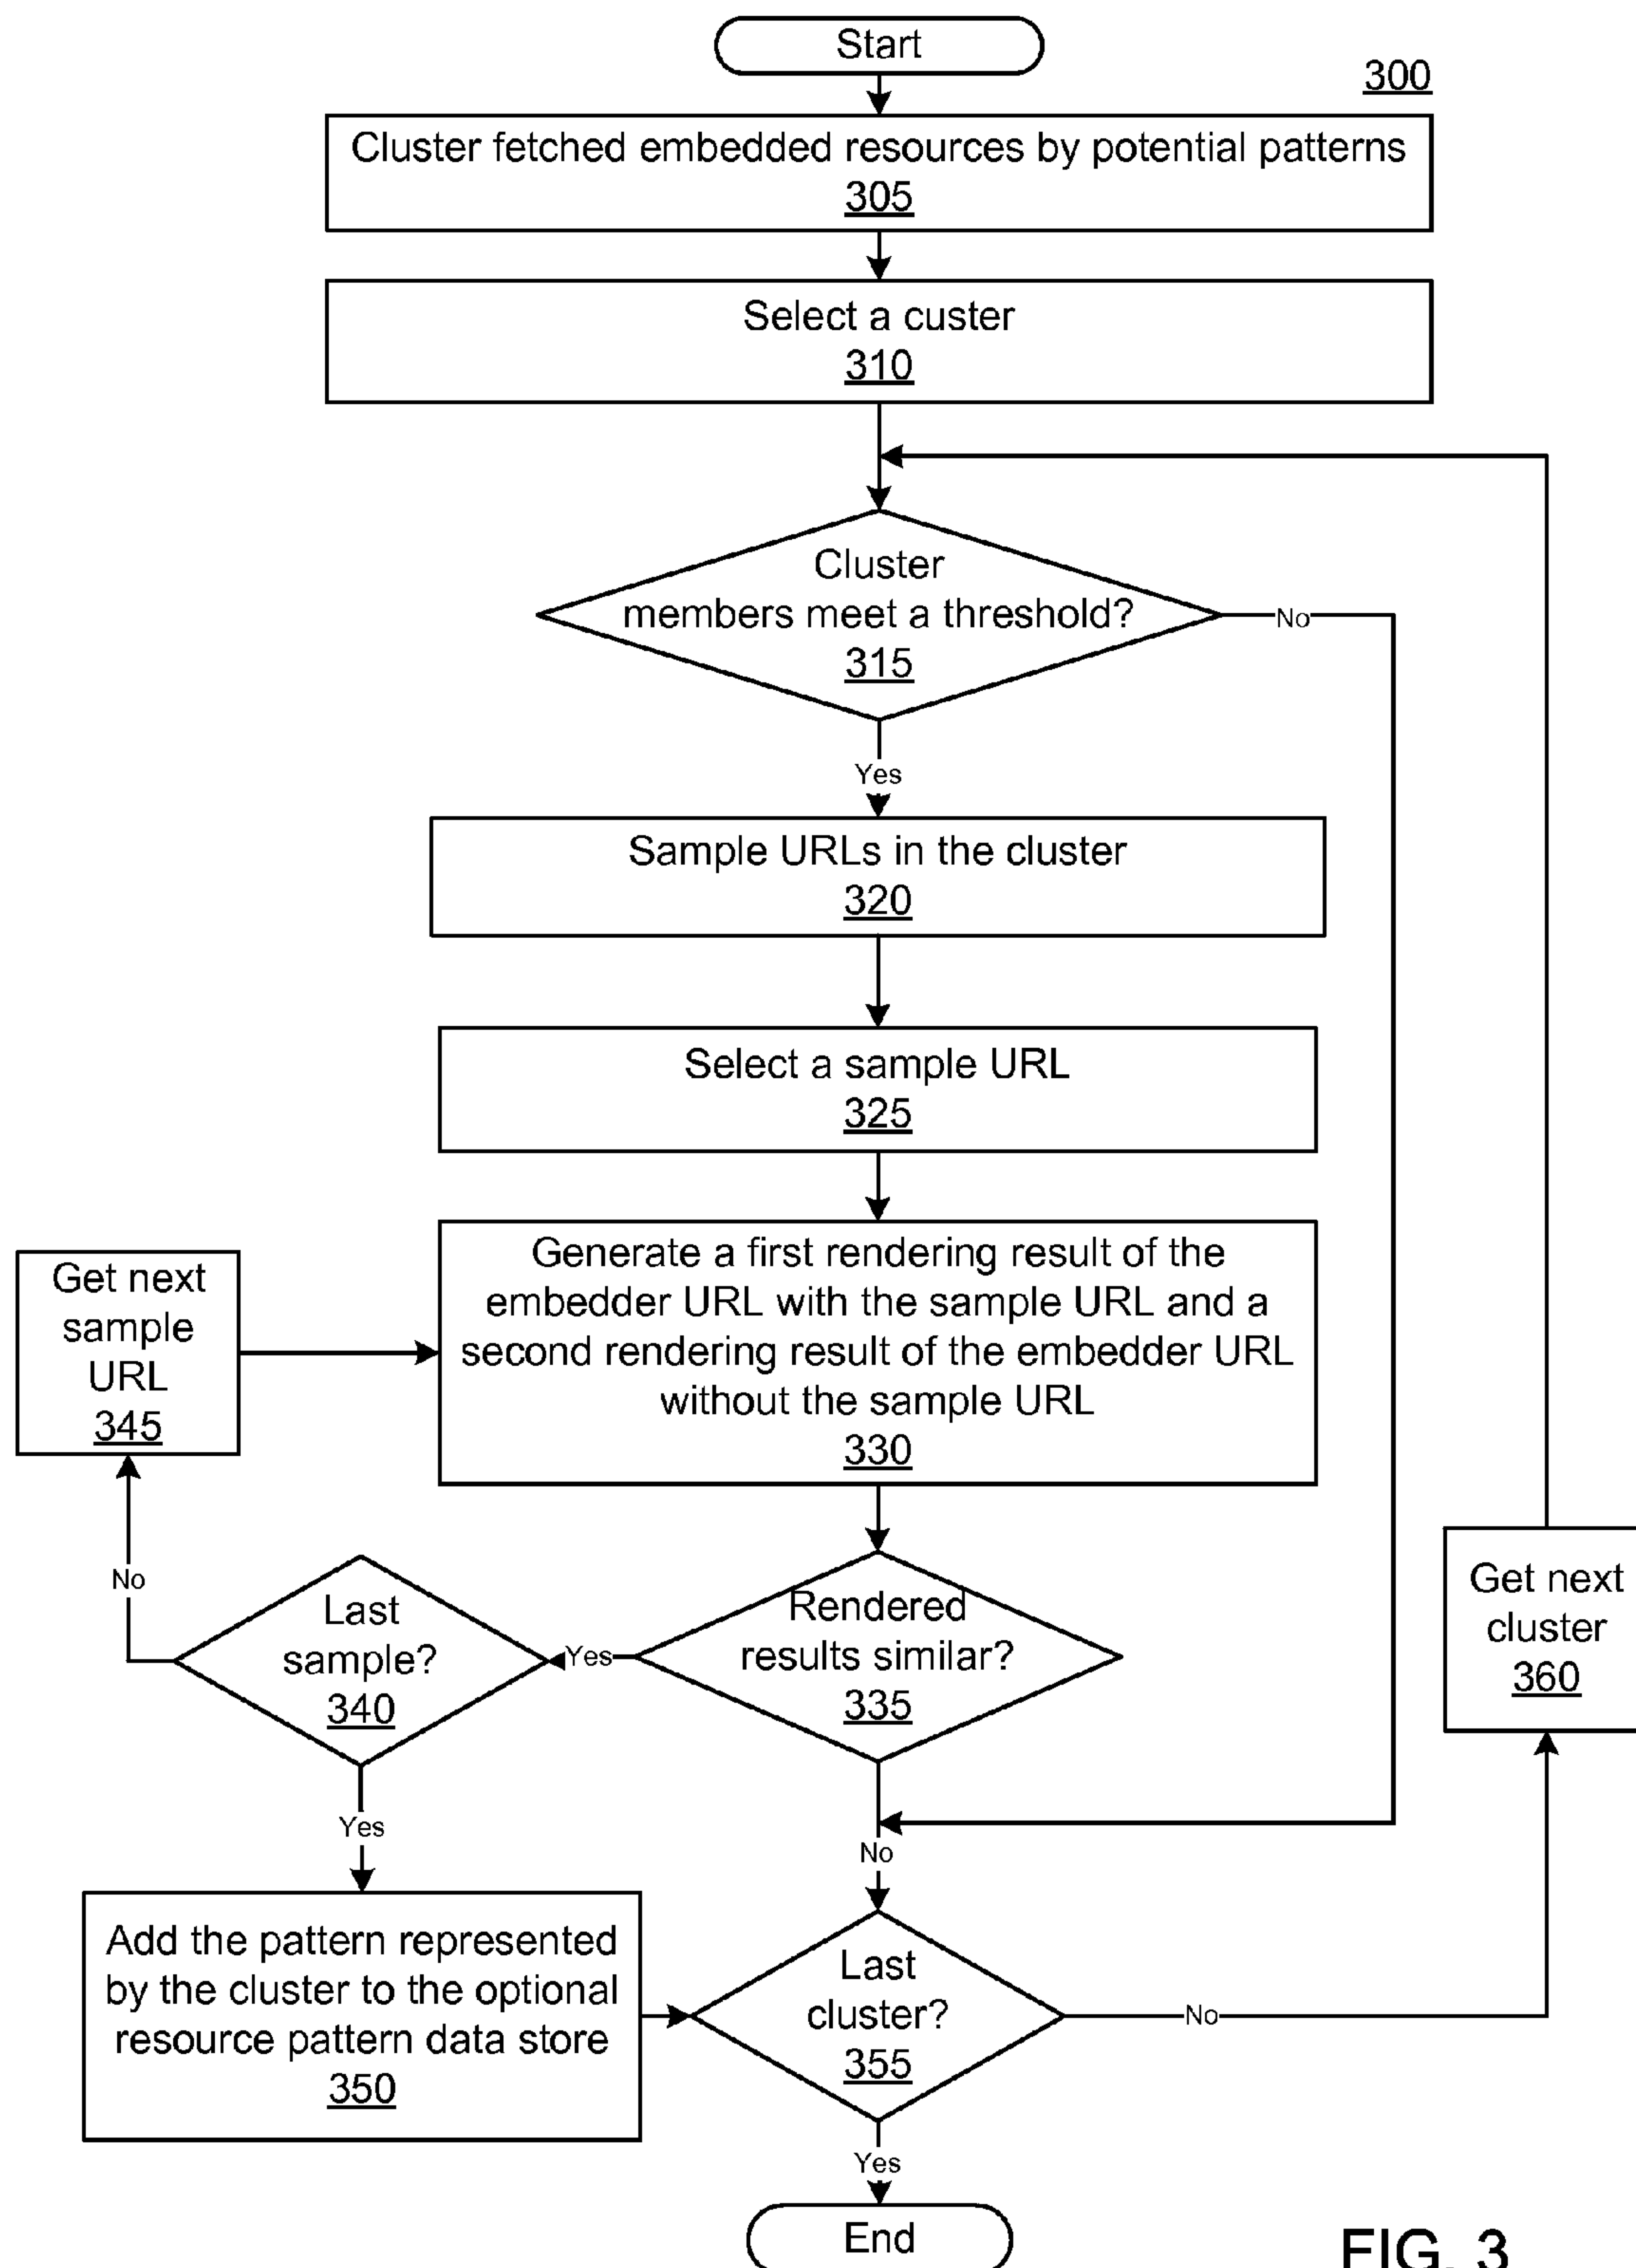 Start
300
Cluster fetched embedded resources by potential patterns
305
Select a custer
310
Cluster
members meet a threshold?
315
No
Yes
Sample URLs in the cluster
320
Select a sample URL
325
Generate a first rendering result of the
embedder URL with the sample URL and a
second rendering result of the embedder URL
without the sample URL
330
Get next
sample
URL
345
No
Last
sample?
340
Yes
Rendered
results similar?
335
Get next
cluster
360
Yes
No
Add the pattern represented
by the cluster to the optional
resource pattern data store
350
Last
cluster?
355
No
Yes
End
FIG. 3